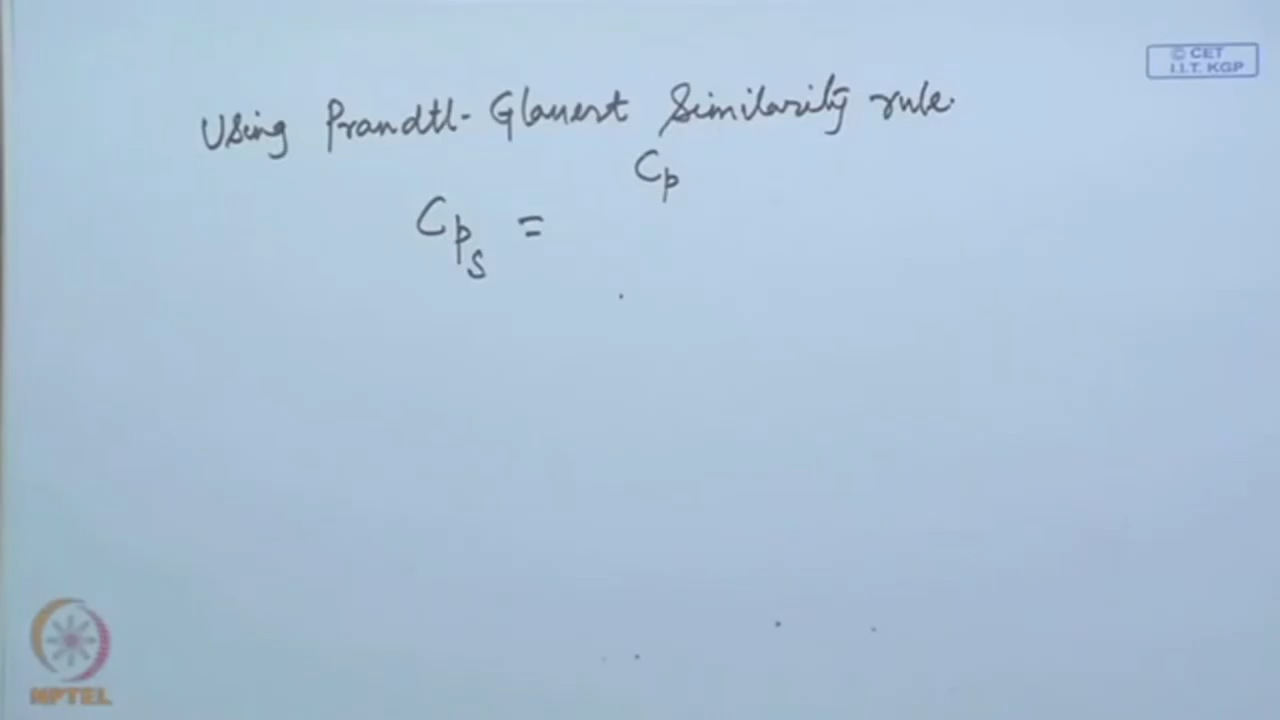 © CET
I.I.T. KGP
Using Prandtl-Glauert Similarity rule.
Cp
CpS =
NPTEL